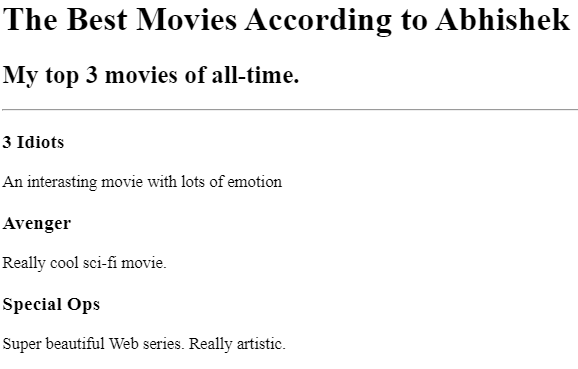 The Best Movies According to Abhishek
My top 3 movies of all-time.
3 Idiots
An interasting movie with lots of emotion
Avenger
Really cool sci-fi movie.
Special Ops
Super beautiful Web series. Really artistic.